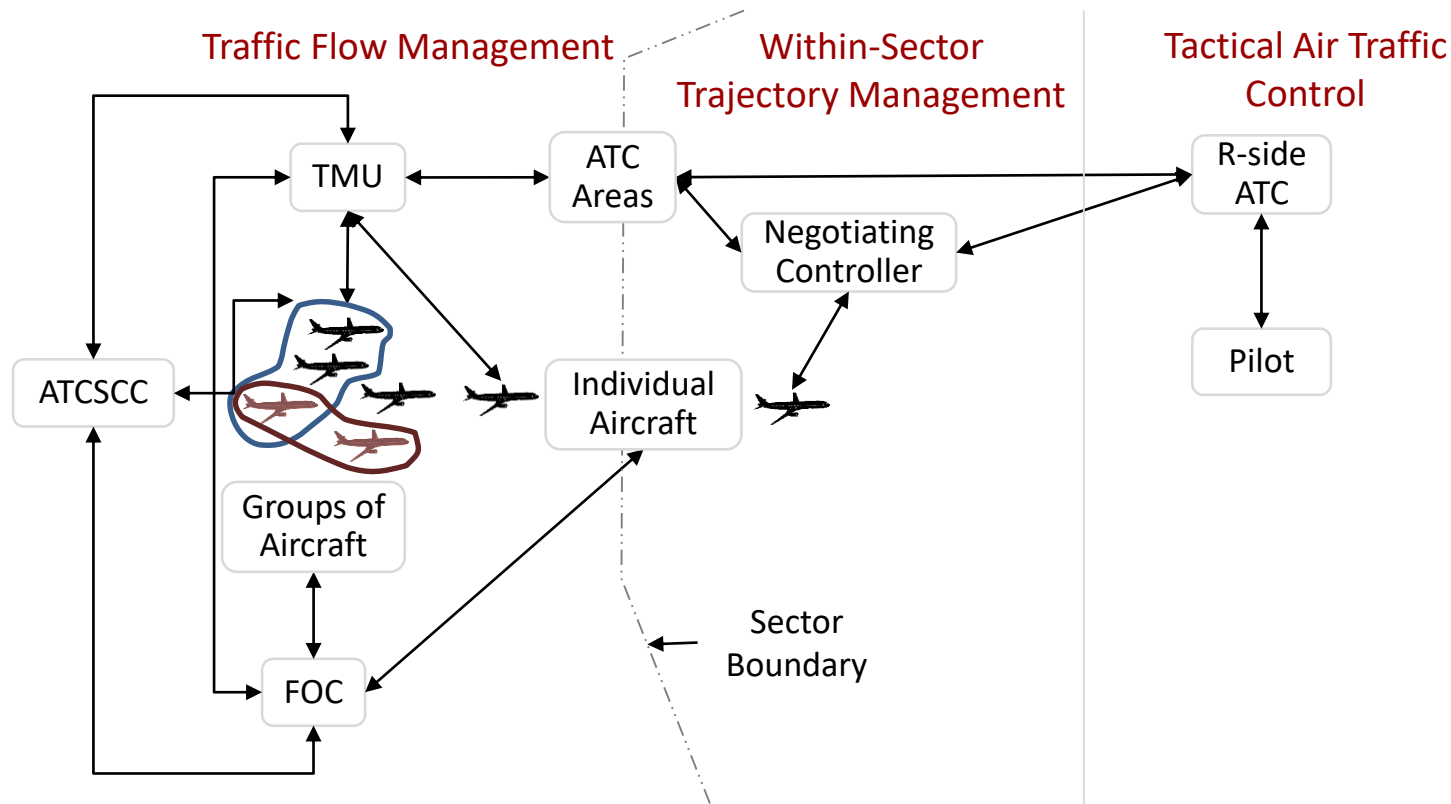 Traffic Flow Management
Within-Sector
Trajectory Management
Tactical Air Traffic
Control
TMU
ATC
Areas
R-side
ATC
Negotiating
Controller
ATCSCC
Individual
Aircraft
Pilot
Groups of
Aircraft
Sector
Boundary
FOC